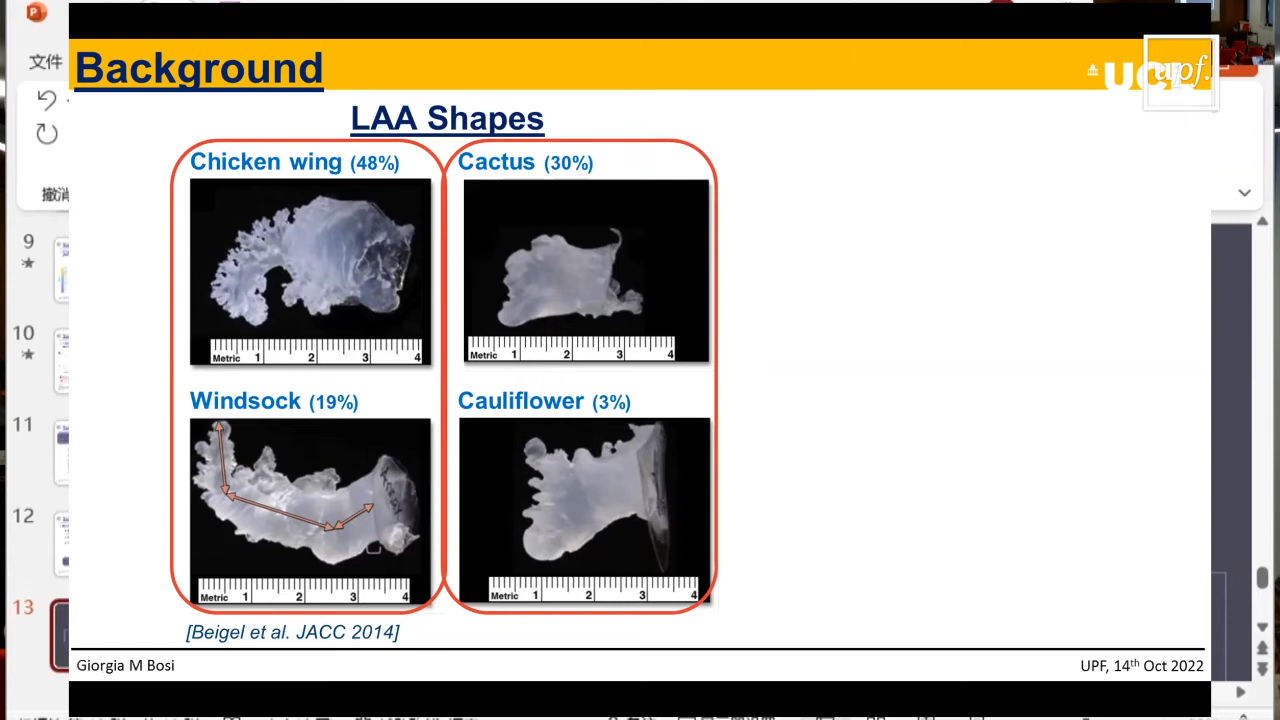 文件
Background
UCL
upf.
LAA Shapes
Chicken wing (48%)
Cactus (30%)
Metric 1 2 3 4
Metric 1 2 3 4
撤消
9
10
11
12
13
Windsock (19%)
Cauliflower (3%)
Metric 1 2 3 4
Metric 1 2 3 4
[Beigel et al. JACC 2014]
Giorgia M Bosi
UPF, 14th Oct 2022